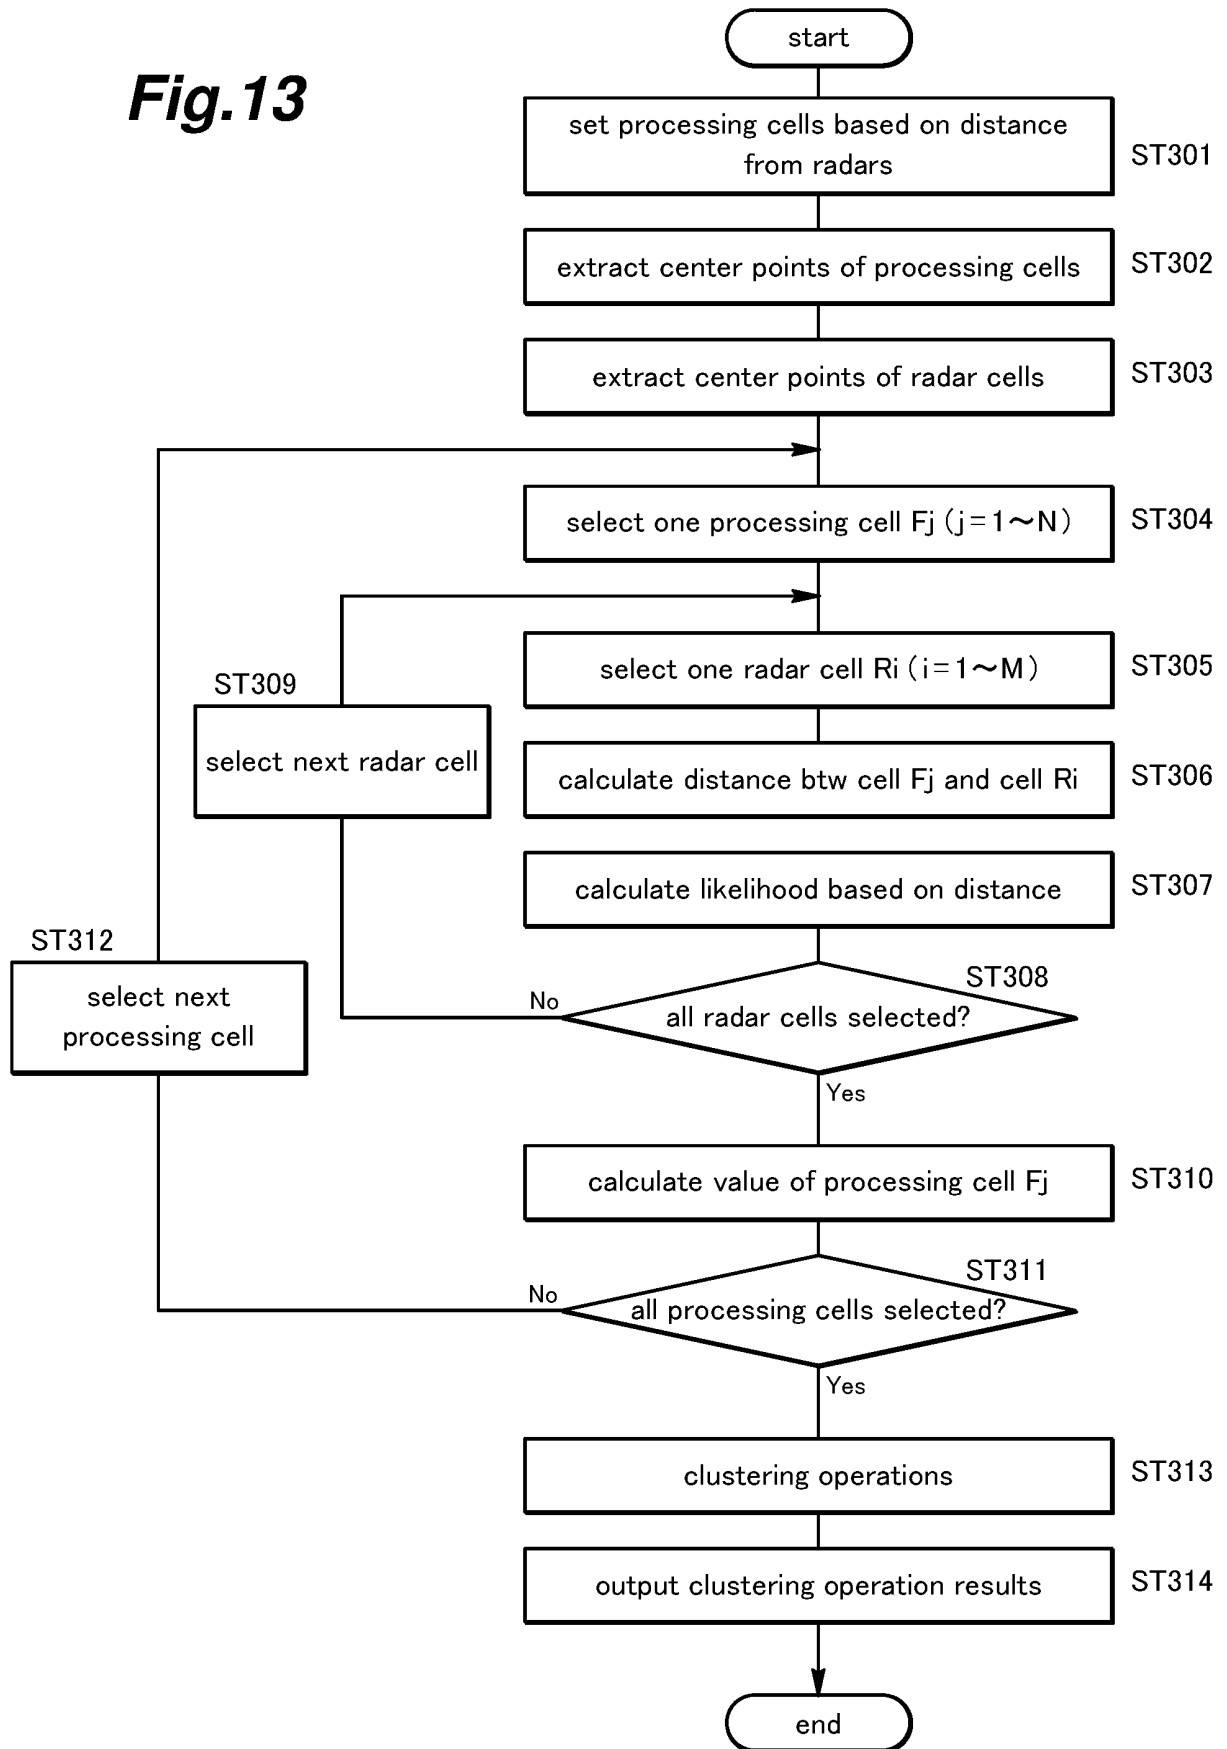 Fig.13
start
set processing cells based on distance
from radars
ST301
extract center points of processing cells
ST302
extract center points of radar cells
ST303
select one processing cell Fj (j=1～N)
ST304
select one radar cell Ri (i=1～M)
ST305
ST309
select next radar cell
calculate distance btw cell Fj and cell Ri
ST306
calculate likelihood based on distance
ST307
ST312
select next
processing cell
ST308
all radar cells selected?
No
Yes
calculate value of processing cell Fj
ST310
ST311
all processing cells selected?
No
Yes
clustering operations
ST313
output clustering operation results
ST314
end